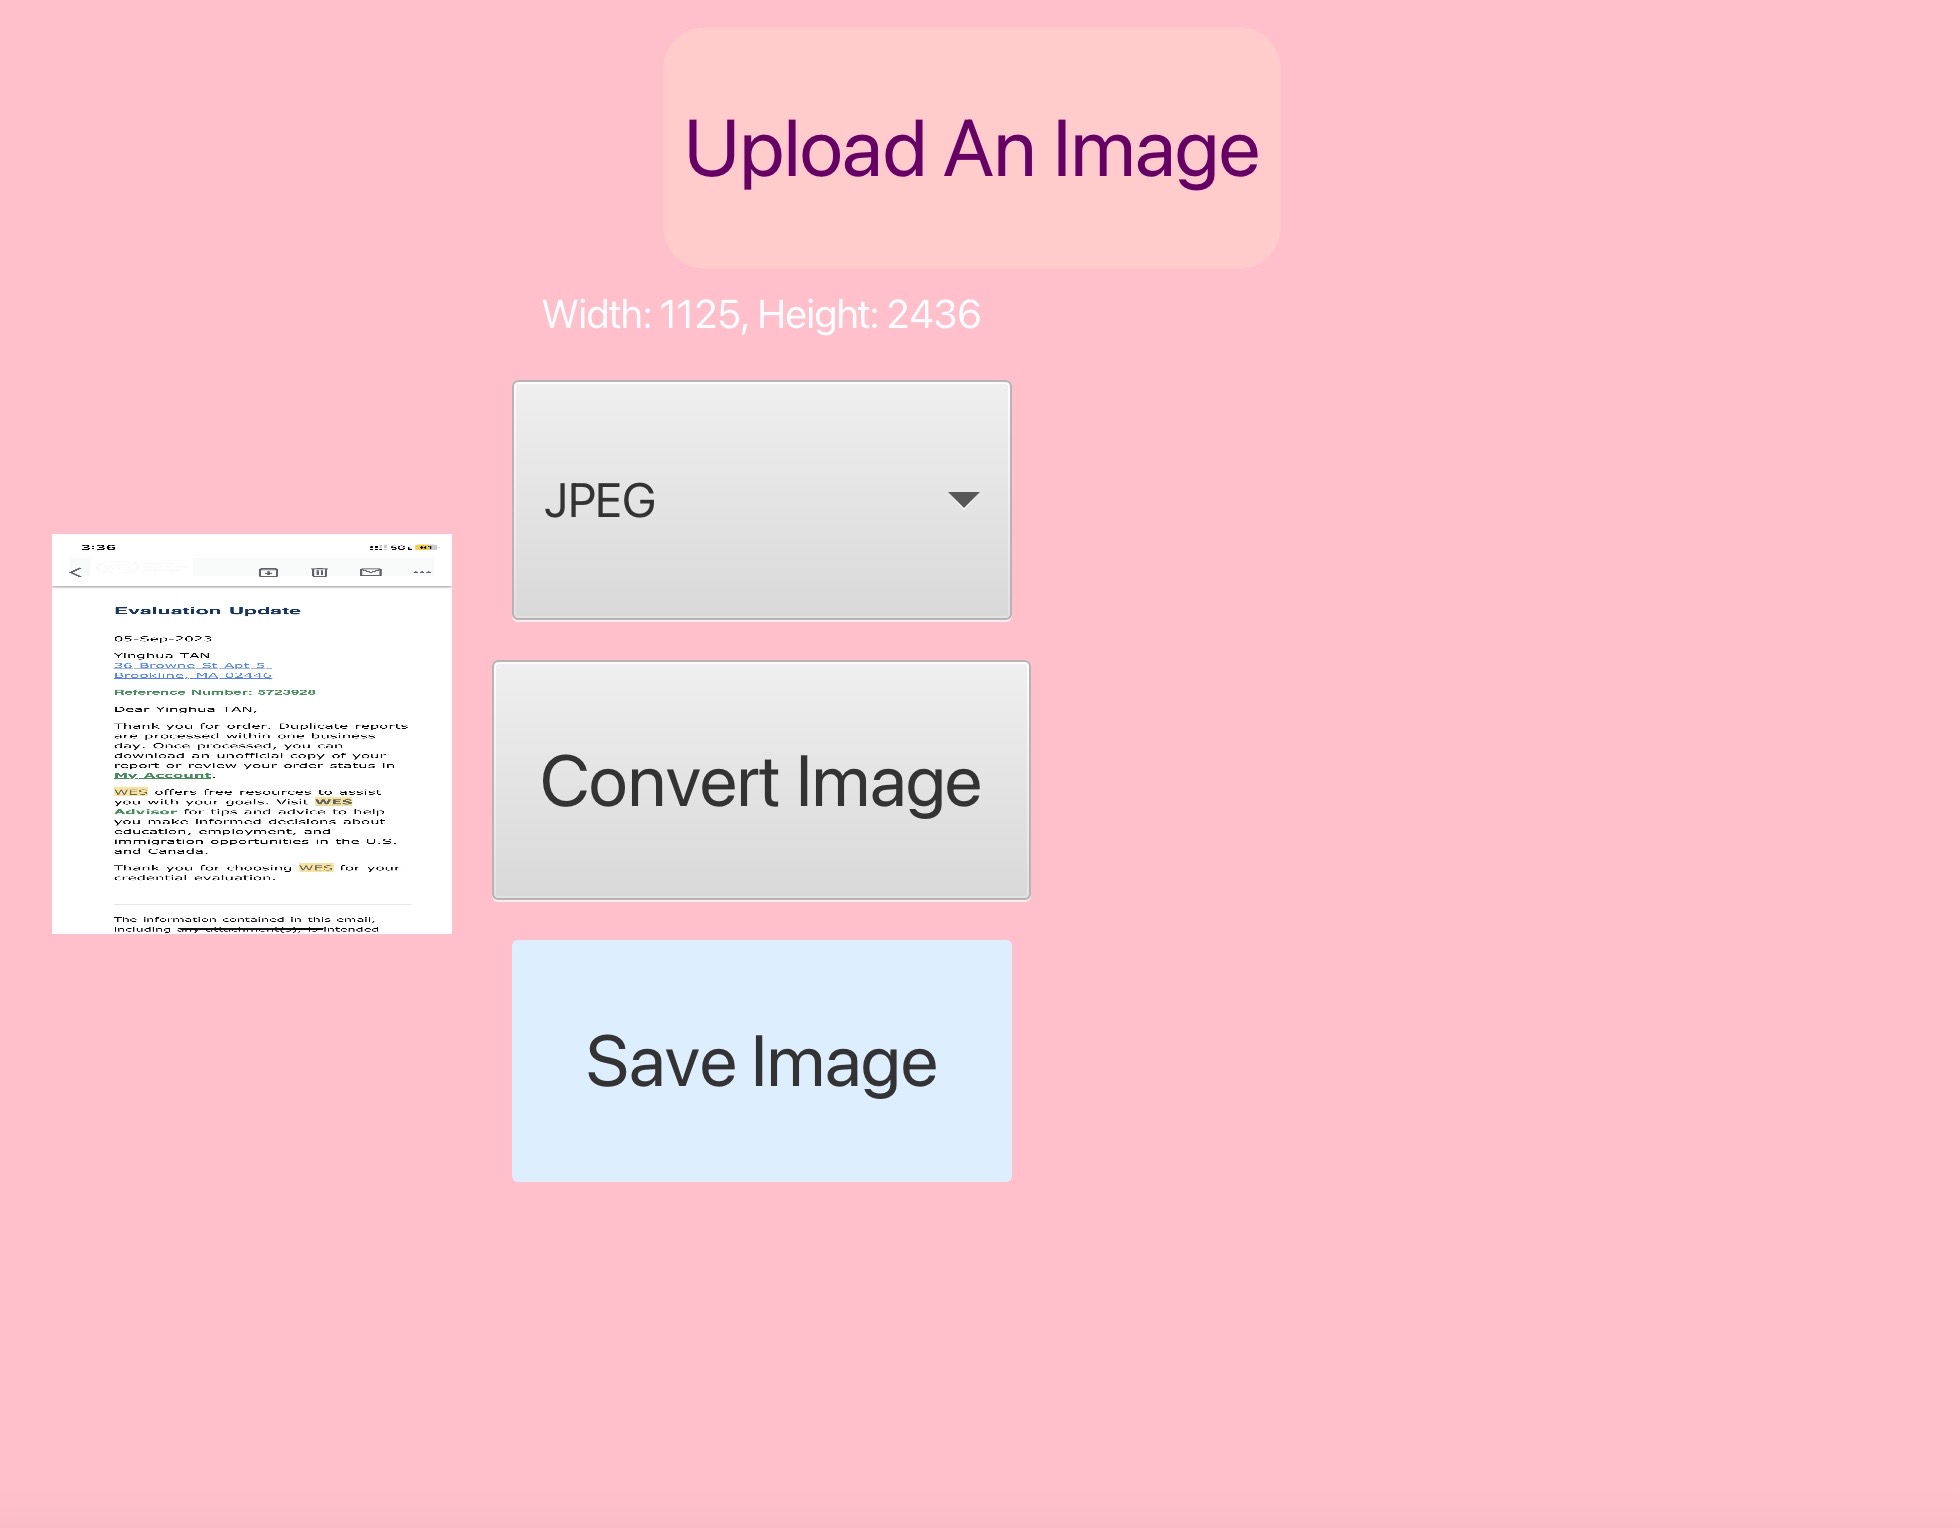 Upload An Image
Width: 1125, Height: 2436
JPEG
Convert Image
Save Image
3:36
Evaluation Update
05-Sep-2023
Yinghua TAN
36 Browne St Apt 5
Brookline, MA 02446
Reference Number: 5723928
Dear Yinghua TAN,
Thank you for order. Duplicate reports
are processed within one business
day. Once processed, you can
download an unofficial copy of your
report or review your order status in
My Account.
WES offers free resources to assist
you with your goals. Visit WES
Advisor for tips and advice to help
you make informed decisions about
education, employment, and
immigration opportunities in the U.S.
and Canada.
Thank you for choosing WES for your
credential evaluation.
The information contained in this email,
including any attachment(s), is intended